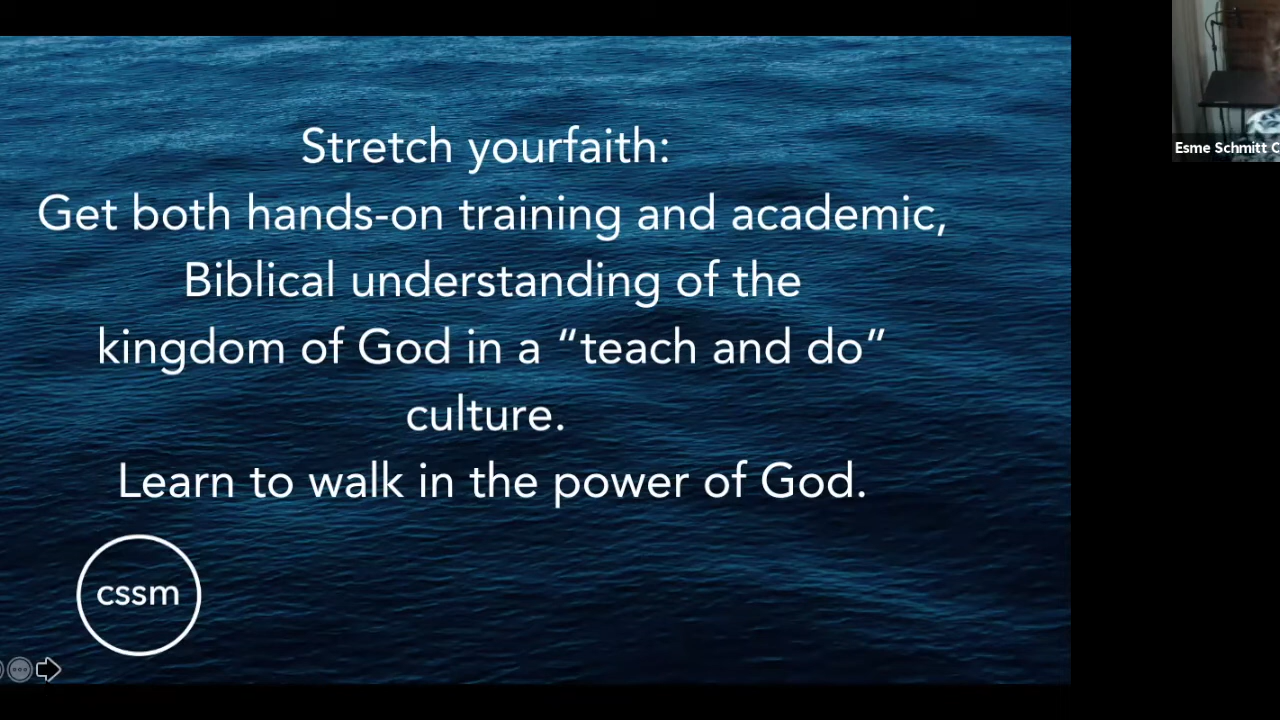 Stretch yourfaith:
Get both hands-on training and academic,
Biblical understanding of the
kingdom of God in a “teach and do”
culture.
Learn to walk in the power of God.
cssm
Esme Schmitt C